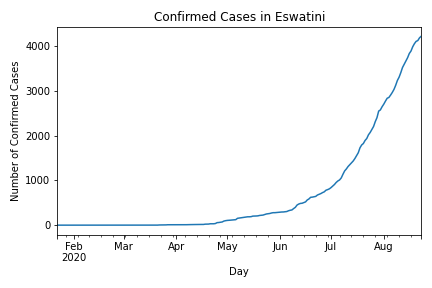 Confirmed Cases in Eswatini
Number of Confirmed Cases
4000
3000
2000
1000
0
Feb Mar Apr May Jun Jul Aug
2020
Day